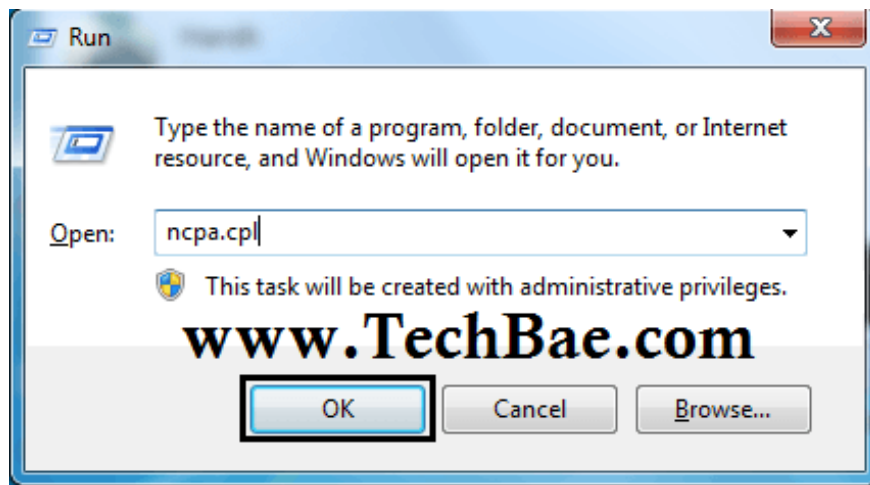 Run
Type the name of a program, folder, document, or Internet
resource, and Windows will open it for you.
Open: ncpa.cpl
This task will be created with administrative privileges.
www.TechBae.com
OK Cancel Browse...